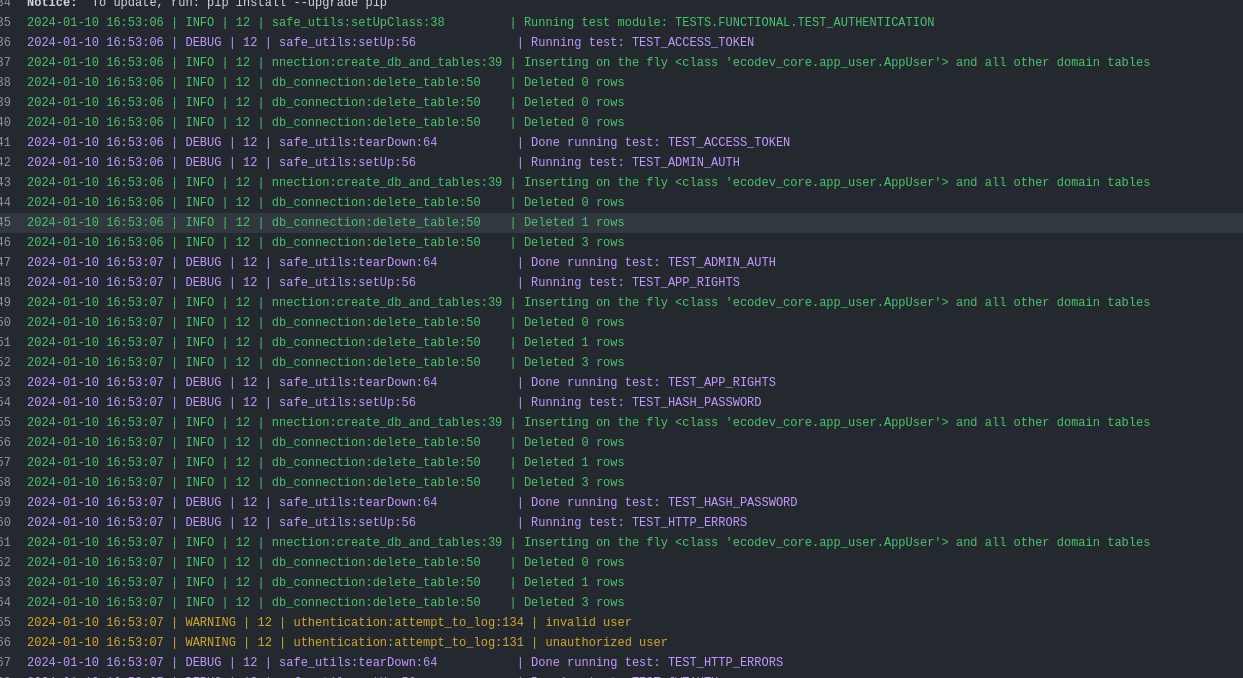 34 Notice: To update, run: pip install --upgrade pip
35 2024-01-10 16:53:06 | INFO | 12 | safe_utils:setUpClass:38 | Running test module: TESTS.FUNCTIONAL.TEST_AUTHENTICATION
36 2024-01-10 16:53:06 | DEBUG | 12 | safe_utils:setUp:56 | Running test: TEST_ACCESS_TOKEN
37 2024-01-10 16:53:06 | INFO | 12 | nnection:create_db_and_tables:39 | Inserting on the fly <class 'ecodev_core.app_user.AppUser'> and all other domain tables
38 2024-01-10 16:53:06 | INFO | 12 | db_connection:delete_table:50 | Deleted 0 rows
39 2024-01-10 16:53:06 | INFO | 12 | db_connection:delete_table:50 | Deleted 0 rows
40 2024-01-10 16:53:06 | INFO | 12 | db_connection:delete_table:50 | Deleted 0 rows
41 2024-01-10 16:53:06 | DEBUG | 12 | safe_utils:tearDown:64 | Done running test: TEST_ACCESS_TOKEN
42 2024-01-10 16:53:06 | DEBUG | 12 | safe_utils:setUp:56 | Running test: TEST_ADMIN_AUTH
43 2024-01-10 16:53:06 | INFO | 12 | nnection:create_db_and_tables:39 | Inserting on the fly <class 'ecodev_core.app_user.AppUser'> and all other domain tables
44 2024-01-10 16:53:06 | INFO | 12 | db_connection:delete_table:50 | Deleted 0 rows
45 2024-01-10 16:53:06 | INFO | 12 | db_connection:delete_table:50 | Deleted 1 rows
46 2024-01-10 16:53:06 | INFO | 12 | db_connection:delete_table:50 | Deleted 3 rows
47 2024-01-10 16:53:07 | DEBUG | 12 | safe_utils:tearDown:64 | Done running test: TEST_ADMIN_AUTH
48 2024-01-10 16:53:07 | DEBUG | 12 | safe_utils:setUp:56 | Running test: TEST_APP_RIGHTS
49 2024-01-10 16:53:07 | INFO | 12 | nnection:create_db_and_tables:39 | Inserting on the fly <class 'ecodev_core.app_user.AppUser'> and all other domain tables
50 2024-01-10 16:53:07 | INFO | 12 | db_connection:delete_table:50 | Deleted 0 rows
51 2024-01-10 16:53:07 | INFO | 12 | db_connection:delete_table:50 | Deleted 1 rows
52 2024-01-10 16:53:07 | INFO | 12 | db_connection:delete_table:50 | Deleted 3 rows
53 2024-01-10 16:53:07 | DEBUG | 12 | safe_utils:tearDown:64 | Done running test: TEST_APP_RIGHTS
54 2024-01-10 16:53:07 | DEBUG | 12 | safe_utils:setUp:56 | Running test: TEST_HASH_PASSWORD
55 2024-01-10 16:53:07 | INFO | 12 | nnection:create_db_and_tables:39 | Inserting on the fly <class 'ecodev_core.app_user.AppUser'> and all other domain tables
56 2024-01-10 16:53:07 | INFO | 12 | db_connection:delete_table:50 | Deleted 0 rows
57 2024-01-10 16:53:07 | INFO | 12 | db_connection:delete_table:50 | Deleted 1 rows
58 2024-01-10 16:53:07 | INFO | 12 | db_connection:delete_table:50 | Deleted 3 rows
59 2024-01-10 16:53:07 | DEBUG | 12 | safe_utils:tearDown:64 | Done running test: TEST_HASH_PASSWORD
60 2024-01-10 16:53:07 | DEBUG | 12 | safe_utils:setUp:56 | Running test: TEST_HTTP_ERRORS
61 2024-01-10 16:53:07 | INFO | 12 | nnection:create_db_and_tables:39 | Inserting on the fly <class 'ecodev_core.app_user.AppUser'> and all other domain tables
62 2024-01-10 16:53:07 | INFO | 12 | db_connection:delete_table:50 | Deleted 0 rows
63 2024-01-10 16:53:07 | INFO | 12 | db_connection:delete_table:50 | Deleted 1 rows
64 2024-01-10 16:53:07 | INFO | 12 | db_connection:delete_table:50 | Deleted 3 rows
65 2024-01-10 16:53:07 | WARNING | 12 | uthentication:attempt_to_log:134 | invalid user
66 2024-01-10 16:53:07 | WARNING | 12 | uthentication:attempt_to_log:131 | unauthorized user
67 2024-01-10 16:53:07 | DEBUG | 12 | safe_utils:tearDown:64 | Done running test: TEST_HTTP_ERRORS